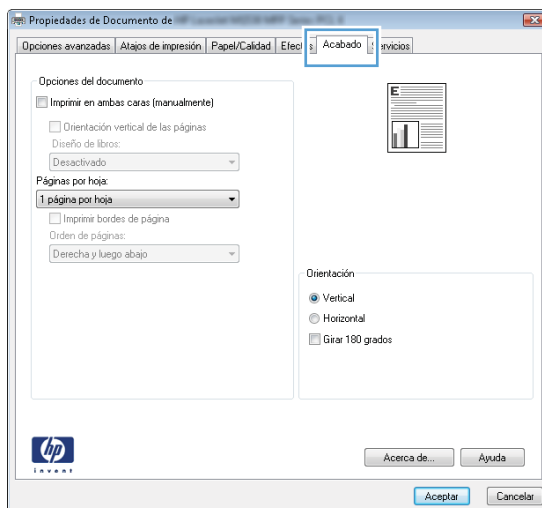 Propiedades de Documento de
Opciones avanzadas Atajos de impresión Papel/Calidad Acabado
Opciones del documento
Imprimir en ambas caras (manualmente)
Orientación vertical de las páginas
Diseño de libros:
Desactivado
Páginas por hoja:
1 página por hoja
Imprimir bordes de página
Orden de páginas:
Derecha y luego abajo
E
Orientación
Vertical
Horizontal
Girar 180 grados
hp
invent
Acerca de... Ayuda
Aceptar Cancelar